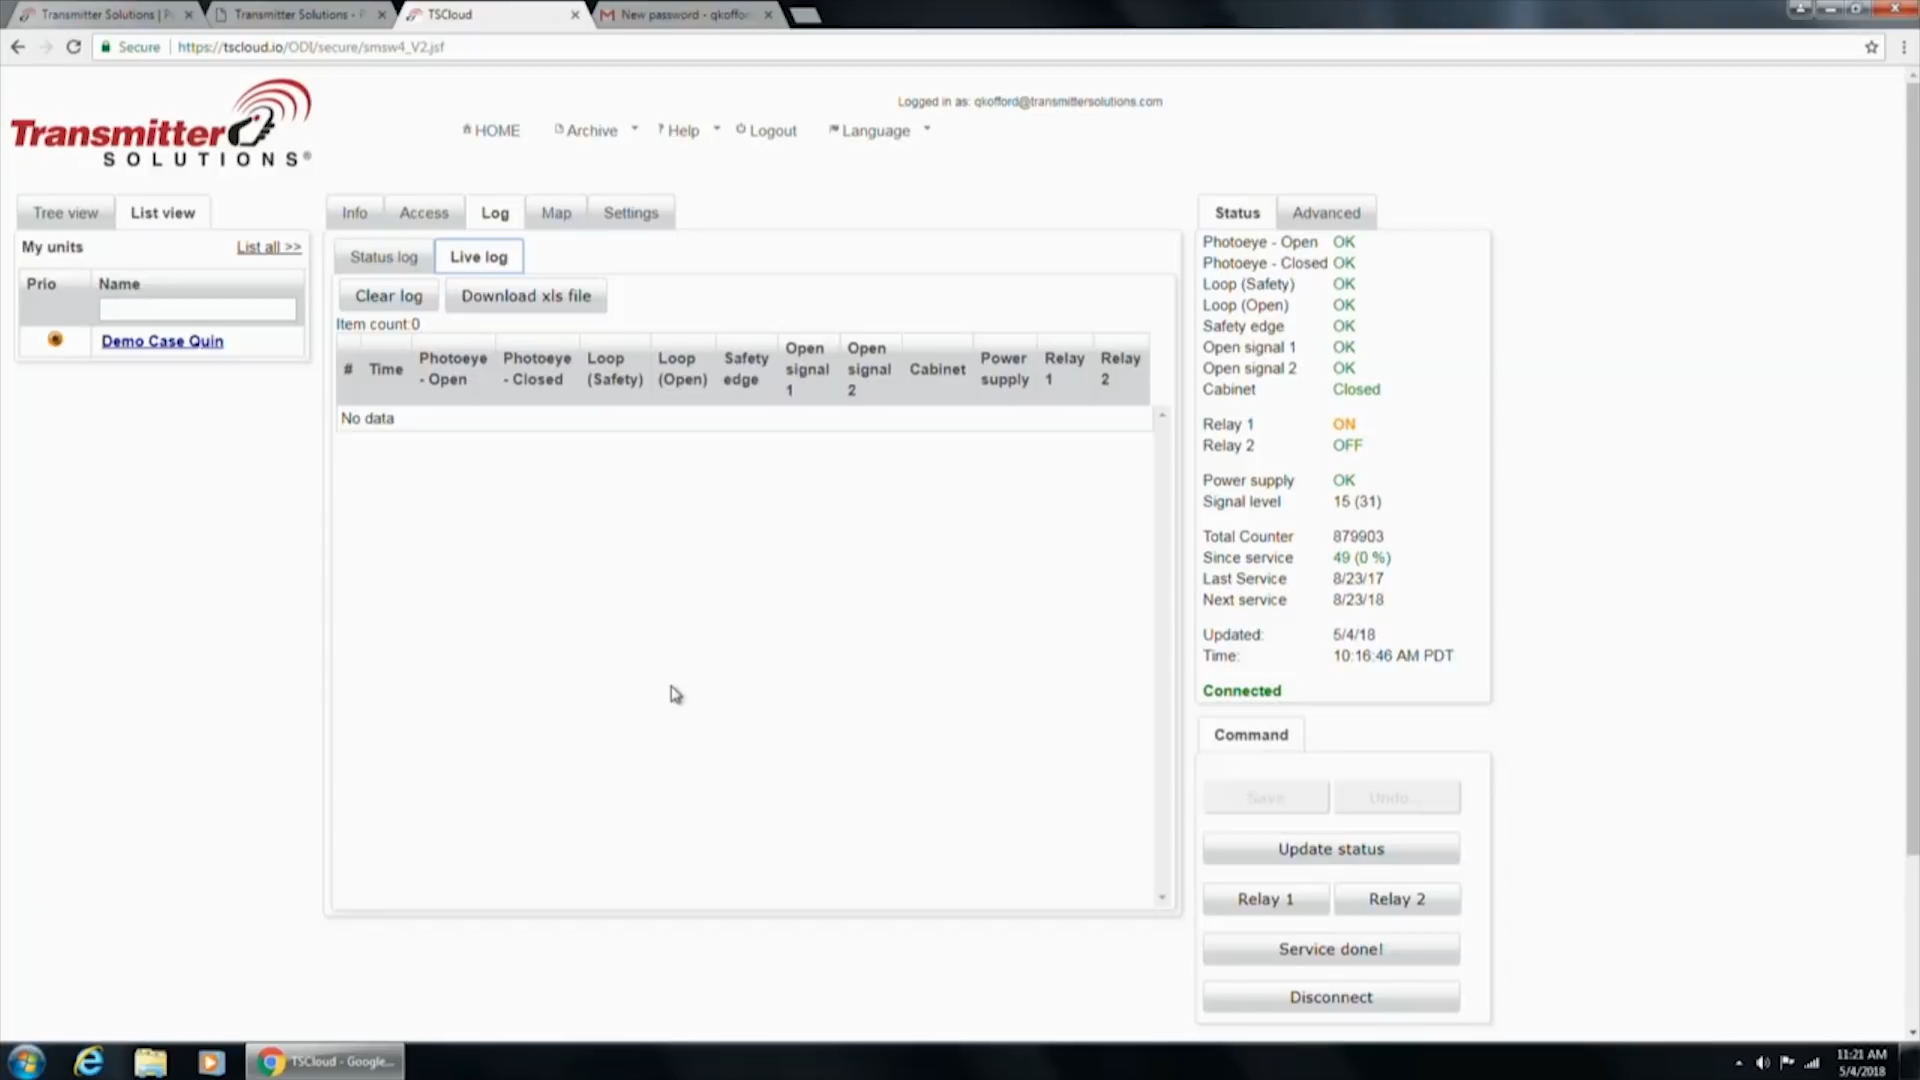 Transmitter Solutions | P
Transmitter Solutions - P
TSCloud
New password - qkoffor
Secure | https://tscloud.io/ODI/secure/smsw4_V2.jsf
Transmitter
SOLUTIONS®
Logged in as: qkofford@transmittersolutions.com
HOME Archive ? Help Logout Language
Tree view List view
My units List all >>
Prio Name
Demo Case Quin
Info Access Log Map Settings
Status log Live log
Clear log Download xls file
Item count:0
# Time Photoeye - Open Photoeye - Closed Loop (Safety) Loop (Open) Safety edge Open signal 1 Open signal 2 Cabinet Power supply Relay 1 Relay 2
No data
Status Advanced
Photoeye - Open OK
Photoeye - Closed OK
Loop (Safety) OK
Loop (Open) OK
Safety edge OK
Open signal 1 OK
Open signal 2 OK
Cabinet Closed
Relay 1 ON
Relay 2 OFF
Power supply OK
Signal level 15 (31)
Total Counter 879903
Since service 49 (0 %)
Last Service 8/23/17
Next service 8/23/18
Updated: 5/4/18
Time: 10:16:46 AM PDT
Connected
Command
Save Undo...
Update status
Relay 1 Relay 2
Service done!
Disconnect
TSCloud - Google...
11:21 AM
5/4/2018